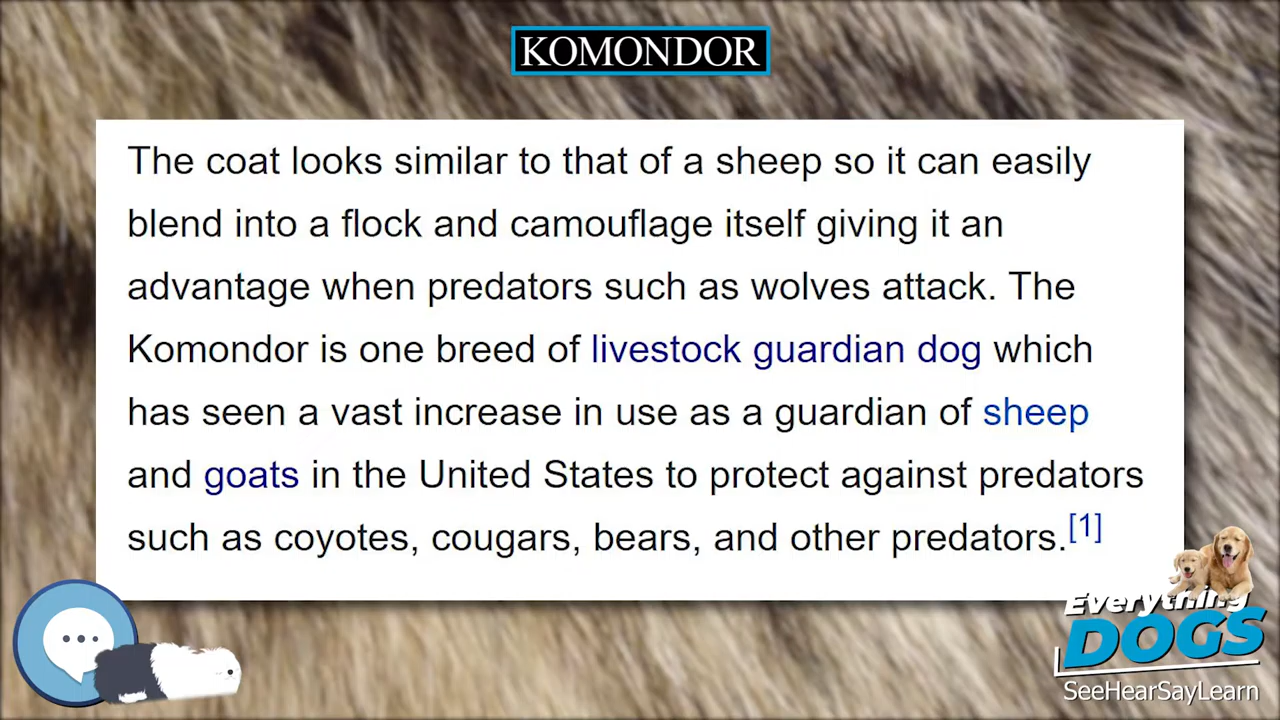 KOMONDOR
The coat looks similar to that of a sheep so it can easily
blend into a flock and camouflage itself giving it an
advantage when predators such as wolves attack. The
Komondor is one breed of livestock guardian dog which
has seen a vast increase in use as a guardian of sheep
and goats in the United States to protect against predators
such as coyotes, cougars, bears, and other predators.[1]
Everything
DOGS
SeeHearSayLearn